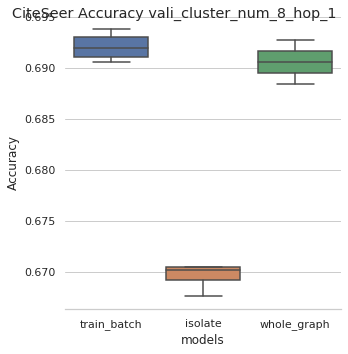 CiteSeer Accuracy vali_cluster_num_8_hop_1
0.695
0.690
0.685
0.680
0.675
0.670
Accuracy
train_batch
isolate
whole_graph
models